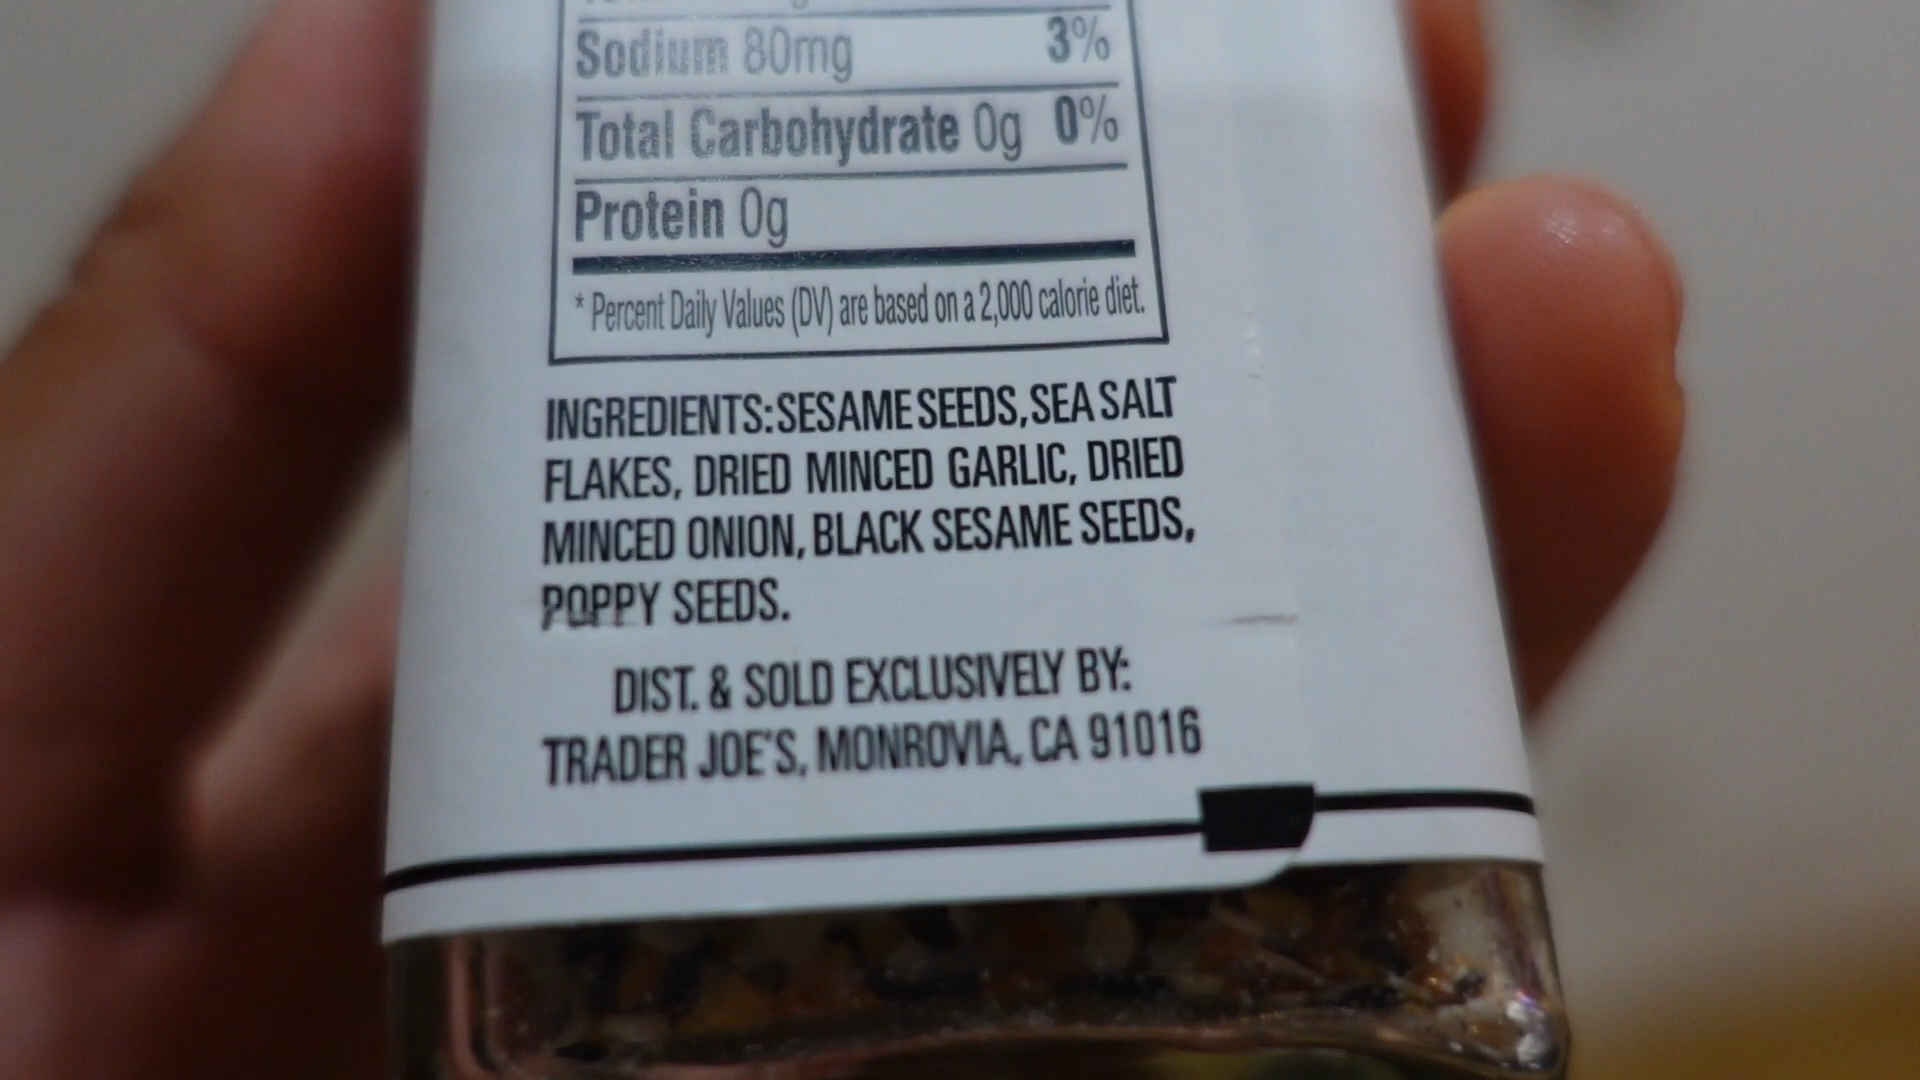 Sodium 80mg 3%
Total Carbohydrate 0g 0%
Protein 0g
* Percent Daily Values (DV) are based on a 2,000 calorie diet.
INGREDIENTS: SESAME SEEDS, SEA SALT
FLAKES, DRIED MINCED GARLIC, DRIED
MINCED ONION, BLACK SESAME SEEDS,
POPPY SEEDS.
DIST. & SOLD EXCLUSIVELY BY:
TRADER JOE'S, MONROVIA, CA 91016